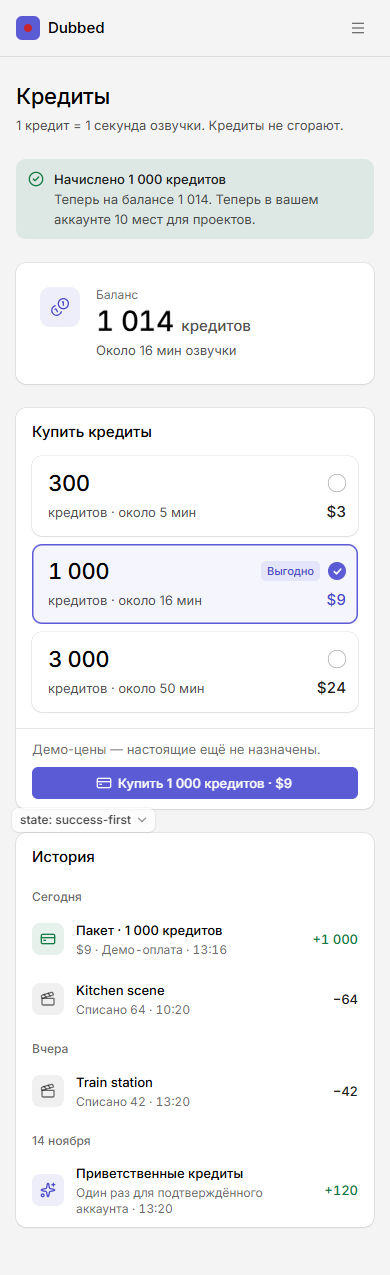 Dubbed
Кредиты
1 кредит = 1 секунда озвучки. Кредиты не сгорают.
Начислено 1 000 кредитов
Теперь на балансе 1 014. Теперь в вашем
аккаунте 10 мест для проектов.
Баланс
1 014 кредитов
Около 16 мин озвучки
Купить кредиты
300
кредитов · около 5 мин
$3
1 000
Выгодно
кредитов · около 16 мин
$9
3 000
кредитов · около 50 мин
$24
Демо-цены — настоящие ещё не назначены.
Купить 1 000 кредитов · $9
state: success-first
История
Сегодня
Пакет · 1 000 кредитов
$9 · Демо-оплата · 13:16
+1 000
Kitchen scene
Списано 64 · 10:20
−64
Вчера
Train station
Списано 42 · 13:20
−42
14 ноября
Приветственные кредиты
Один раз для подтверждённого
аккаунта · 13:20
+120